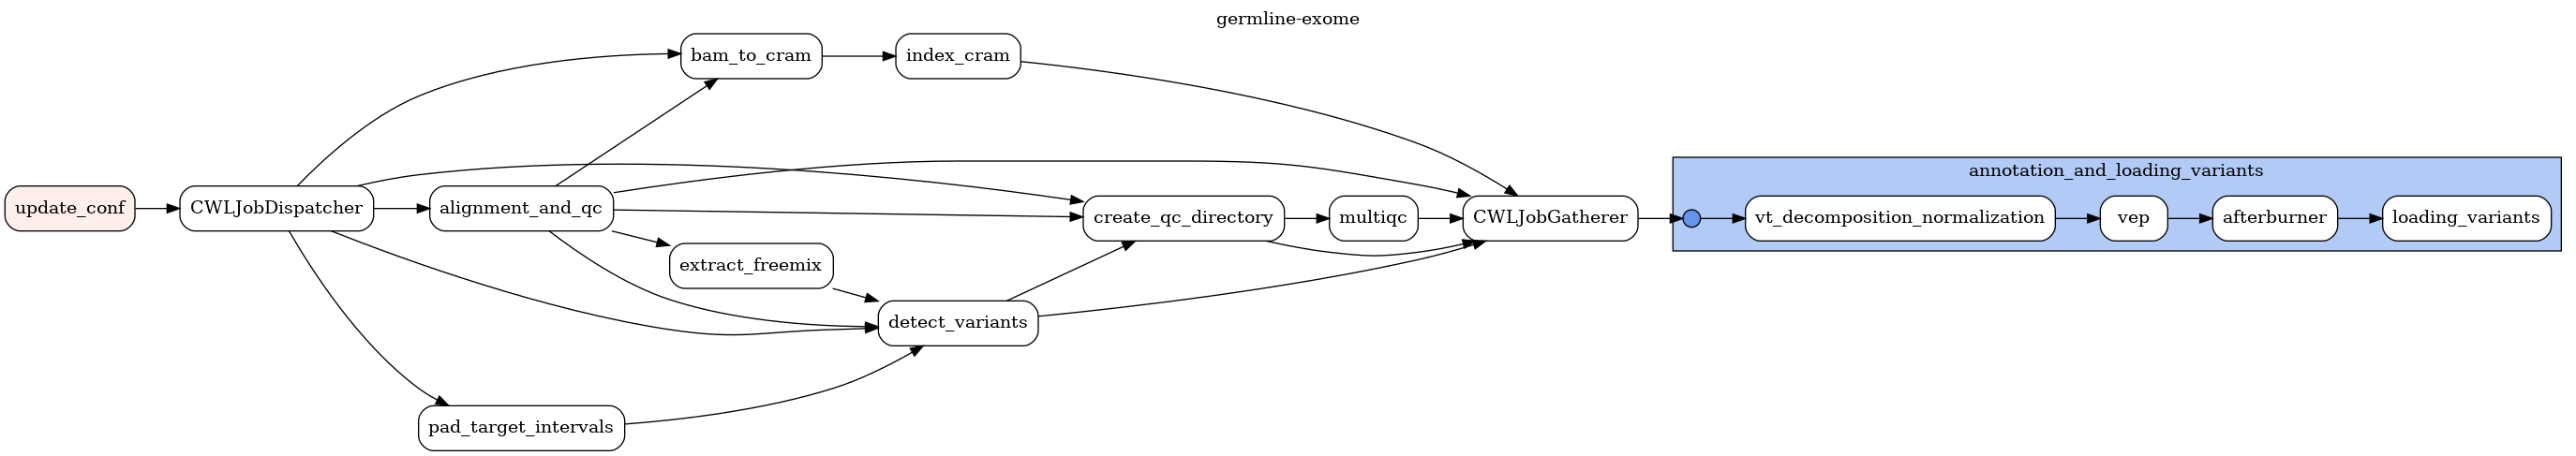 germline-exome
bam_to_cram
index_cram
annotation_and_loading_variants
update_conf
CWLJobDispatcher
alignment_and_qc
create_qc_directory
multiqc
CWLJobGatherer
vt_decomposition_normalization
vep
afterburner
loading_variants
extract_freemix
detect_variants
pad_target_intervals